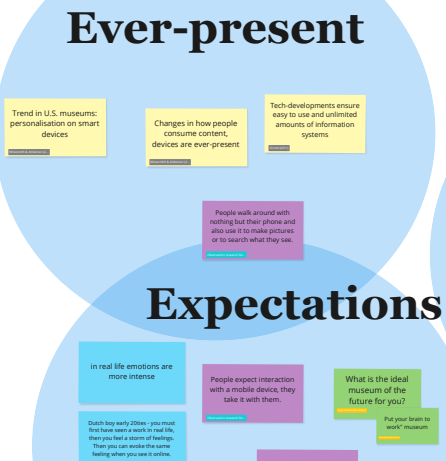 Ever-present
Trend in U.S. museums:
personalisation on smart
devices
Changes in how people
consume content,
devices are ever-present
Tech-developments ensure
easy to use and unlimited
amounts of information
systems
People walk around with
nothing but their phone and
also use it to make pictures
or to search what they see.
Expectations
in real life emotions are
more intense
People expect interaction
with a mobile device, they
take it with them.
What is the ideal
museum of the
future for you?
Put your brain to
work" museum
Dutch boy early 20ties - you must
first have seen a work in real life,
then you feel a storm of feelings.
Then you can evoke the same
feeling when you see it online.